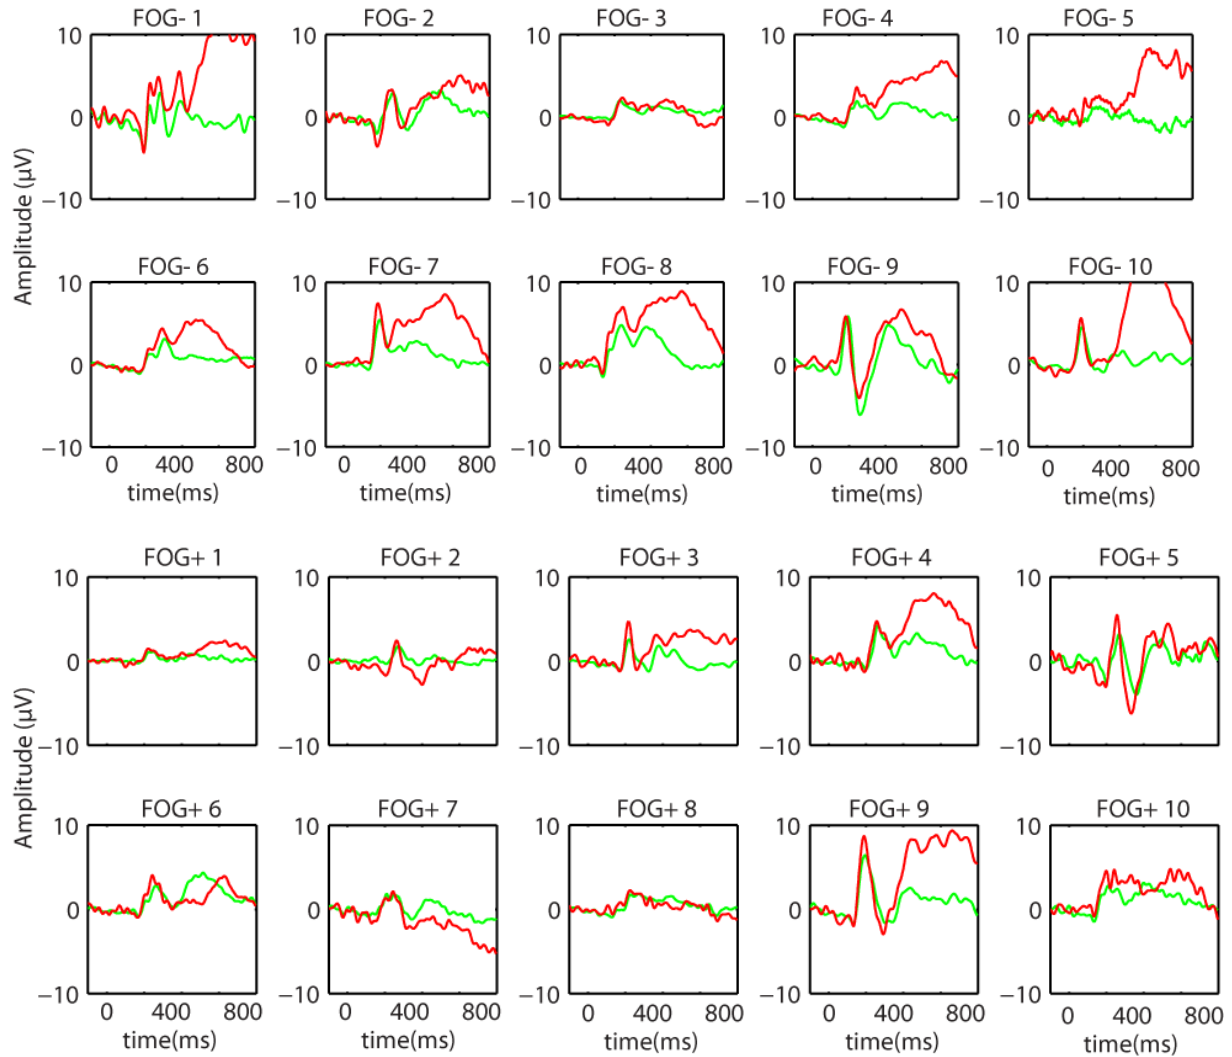 FOG- 1 FOG- 2 FOG- 3 FOG- 4 FOG- 5
10 10 10 10 10
0 0 0 0 0
−10 −10 −10 −10 −10
Amplitude (µV)
FOG- 6 FOG- 7 FOG- 8 FOG- 9 FOG- 10
10 10 10 10 10
0 0 0 0 0
−10 −10 −10 −10 −10
0 400 800 0 400 800 0 400 800 0 400 800 0 400 800
time(ms) time(ms) time(ms) time(ms) time(ms)
FOG+ 1 FOG+ 2 FOG+ 3 FOG+ 4 FOG+ 5
10 10 10 10 10
0 0 0 0 0
−10 −10 −10 −10 −10
Amplitude (µV)
FOG+ 6 FOG+ 7 FOG+ 8 FOG+ 9 FOG+ 10
10 10 10 10 10
0 0 0 0 0
−10 −10 −10 −10 −10
0 400 800 0 400 800 0 400 800 0 400 800 0 400 800
time(ms) time(ms) time(ms) time(ms) time(ms)